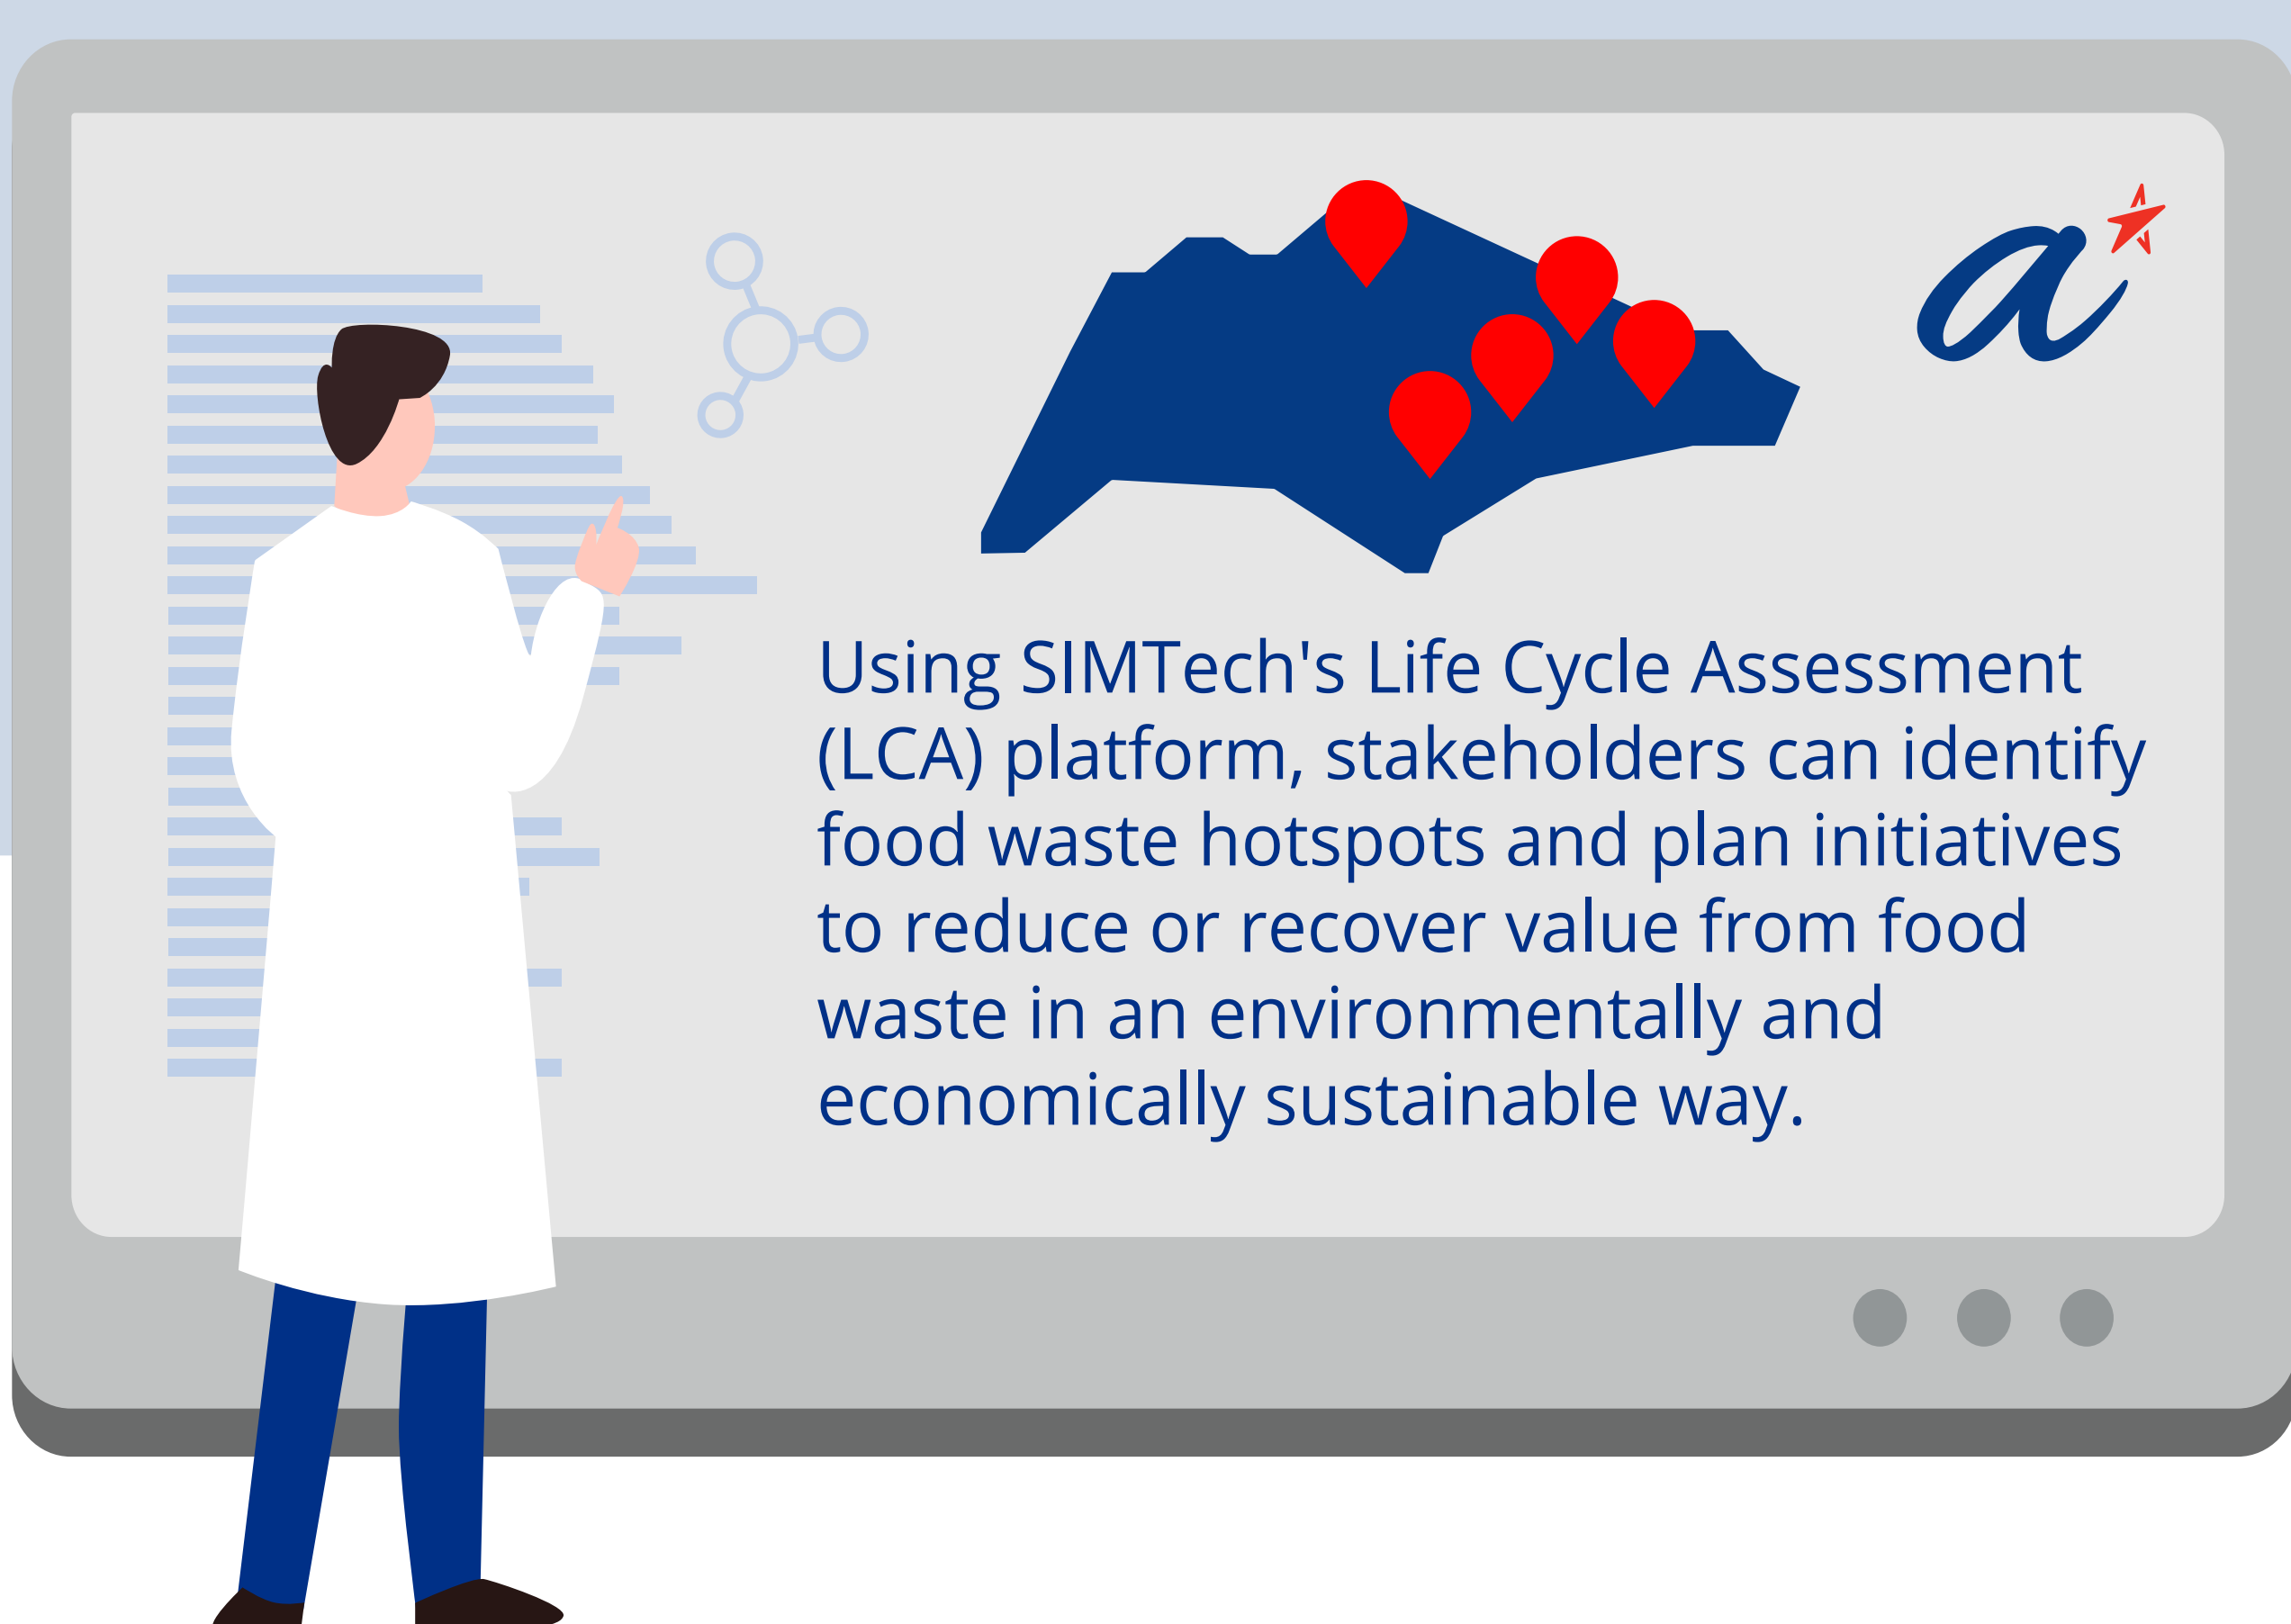 Using SIMTech's Life Cycle Assessment
(LCA) platform, stakeholders can identify
food waste hotspots and plan initiatives
to reduce or recover value from food
waste in an environmentally and
economically sustainable way.